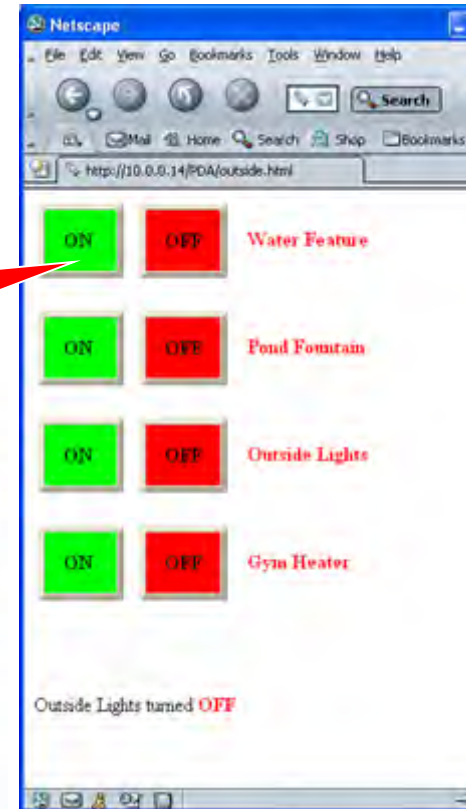 Netscape
File Edit View Go Bookmarks Tools Window Help
Search
Mail Home Search Shop Bookmarks
http://10.0.0.14/PDA/outside.html
ON OFF Water Feature
ON OFF Pond Fountain
ON OFF Outside Lights
ON OFF Gym Heater
Outside Lights turned OFF